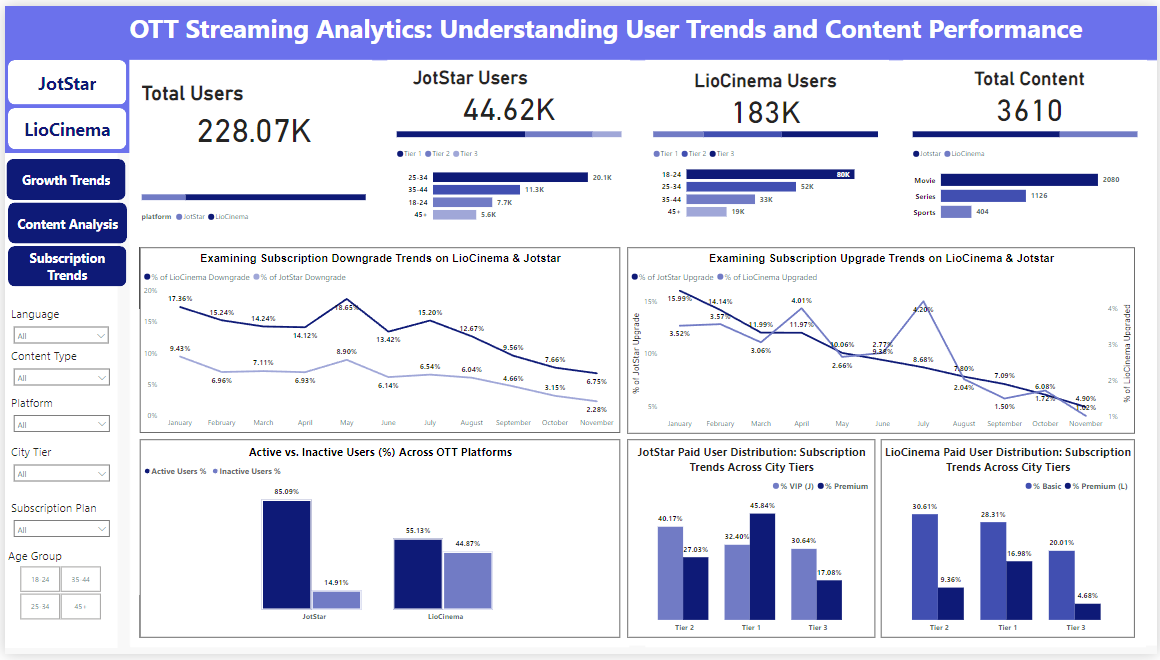 OTT Streaming Analytics: Understanding User Trends and Content Performance
JotStar
LioCinema
Growth Trends
Content Analysis
Subscription
Trends
Language
All
Content Type
All
Platform
All
City Tier
All
Subscription Plan
All
Age Group
18-24
35-44
25-34
45+
Total Users
228.07K
platform JotStar LioCinema
JotStar Users
44.62K
Tier 1 Tier 2 Tier 3
25-34 20.1K
35-44 11.3K
18-24 7.7K
45+ 5.6K
LioCinema Users
183K
Tier 1 Tier 2 Tier 3
18-24 80K
25-34 52K
35-44 33K
45+ 19K
Total Content
3610
Jotstar LioCinema
Movie 2080
Series 1126
Sports 404
Examining Subscription Downgrade Trends on LioCinema & Jotstar
% of LioCinema Downgrade % of JotStar Downgrade
20%
15%
10%
5%
0%
17.36%
15.24%
14.24%
14.12%
18.65%
13.42%
15.20%
12.67%
9.56%
7.66%
6.75%
9.43%
6.96%
7.11%
6.93%
8.90%
6.14%
6.54%
6.04%
4.66%
3.15%
2.28%
January February March April May June July August September October November
Examining Subscription Upgrade Trends on LioCinema & Jotstar
% of JotStar Upgrade % of LioCinema Upgraded
% of JotStar Upgrade
15%
10%
5%
15.99%
14.14%
11.99%
11.97%
10.06%
9.38%
8.68%
7.80%
7.09%
6.08%
4.90%
3.52%
3.57%
3.06%
4.01%
2.66%
2.77%
4.20%
2.04%
1.50%
1.72%
1.02%
4%
3%
2%
1%
% of LioCinema Upgraded
January February March April May June July August September October November
Active vs. Inactive Users (%) Across OTT Platforms
Active Users % Inactive Users %
85.09%
14.91%
55.13%
44.87%
JotStar LioCinema
JotStar Paid User Distribution: Subscription
Trends Across City Tiers
% VIP (J) % Premium
40.17%
27.03%
32.40%
45.84%
30.64%
17.08%
Tier 2 Tier 1 Tier 3
LioCinema Paid User Distribution: Subscription
Trends Across City Tiers
% Basic % Premium (L)
30.61%
9.36%
28.31%
16.98%
20.01%
4.68%
Tier 2 Tier 1 Tier 3